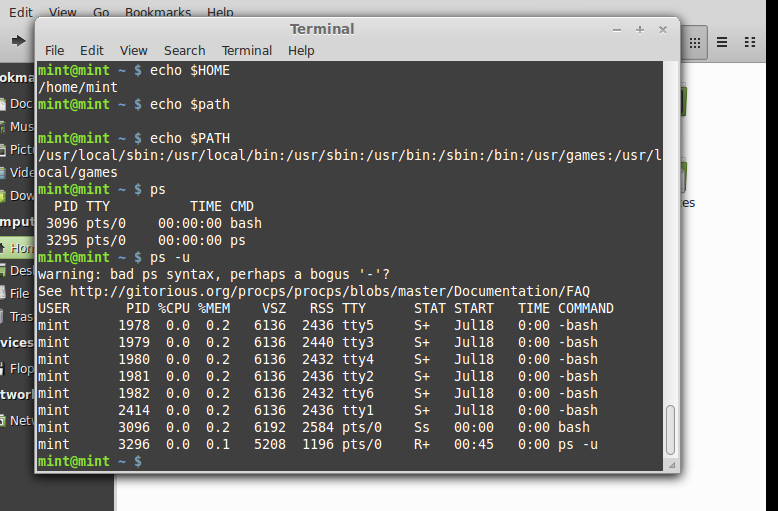 Edit View Go Bookmarks Help
Terminal
File Edit View Search Terminal Help
mint@mint ~ $ echo $HOME
/home/mint
mint@mint ~ $ echo $path
mint@mint ~ $ echo $PATH
/usr/local/sbin:/usr/local/bin:/usr/sbin:/usr/bin:/sbin:/bin:/usr/games:/usr/l
ocal/games
mint@mint ~ $ ps
PID TTY TIME CMD
3096 pts/0 00:00:00 bash
3295 pts/0 00:00:00 ps
mint@mint ~ $ ps -u
warning: bad ps syntax, perhaps a bogus '-'?
See http://gitorious.org/procps/procps/blobs/master/Documentation/FAQ
USER PID %CPU %MEM VSZ RSS TTY STAT START TIME COMMAND
mint 1978 0.0 0.2 6136 2436 tty5 S+ Jul18 0:00 -bash
mint 1979 0.0 0.2 6136 2440 tty3 S+ Jul18 0:00 -bash
mint 1980 0.0 0.2 6136 2432 tty4 S+ Jul18 0:00 -bash
mint 1981 0.0 0.2 6136 2436 tty2 S+ Jul18 0:00 -bash
mint 1982 0.0 0.2 6136 2432 tty6 S+ Jul18 0:00 -bash
mint 2414 0.0 0.2 6136 2436 tty1 S+ Jul18 0:00 -bash
mint 3096 0.0 0.2 6192 2584 pts/0 Ss 00:00 0:00 bash
mint 3296 0.0 0.1 5208 1196 pts/0 R+ 00:45 0:00 ps -u
mint@mint ~ $
ookma
Doc
Mus
Pictu
Vide
Dow
mput
Hom
Des
File
Tras
vices
Flop
twor
Net
es